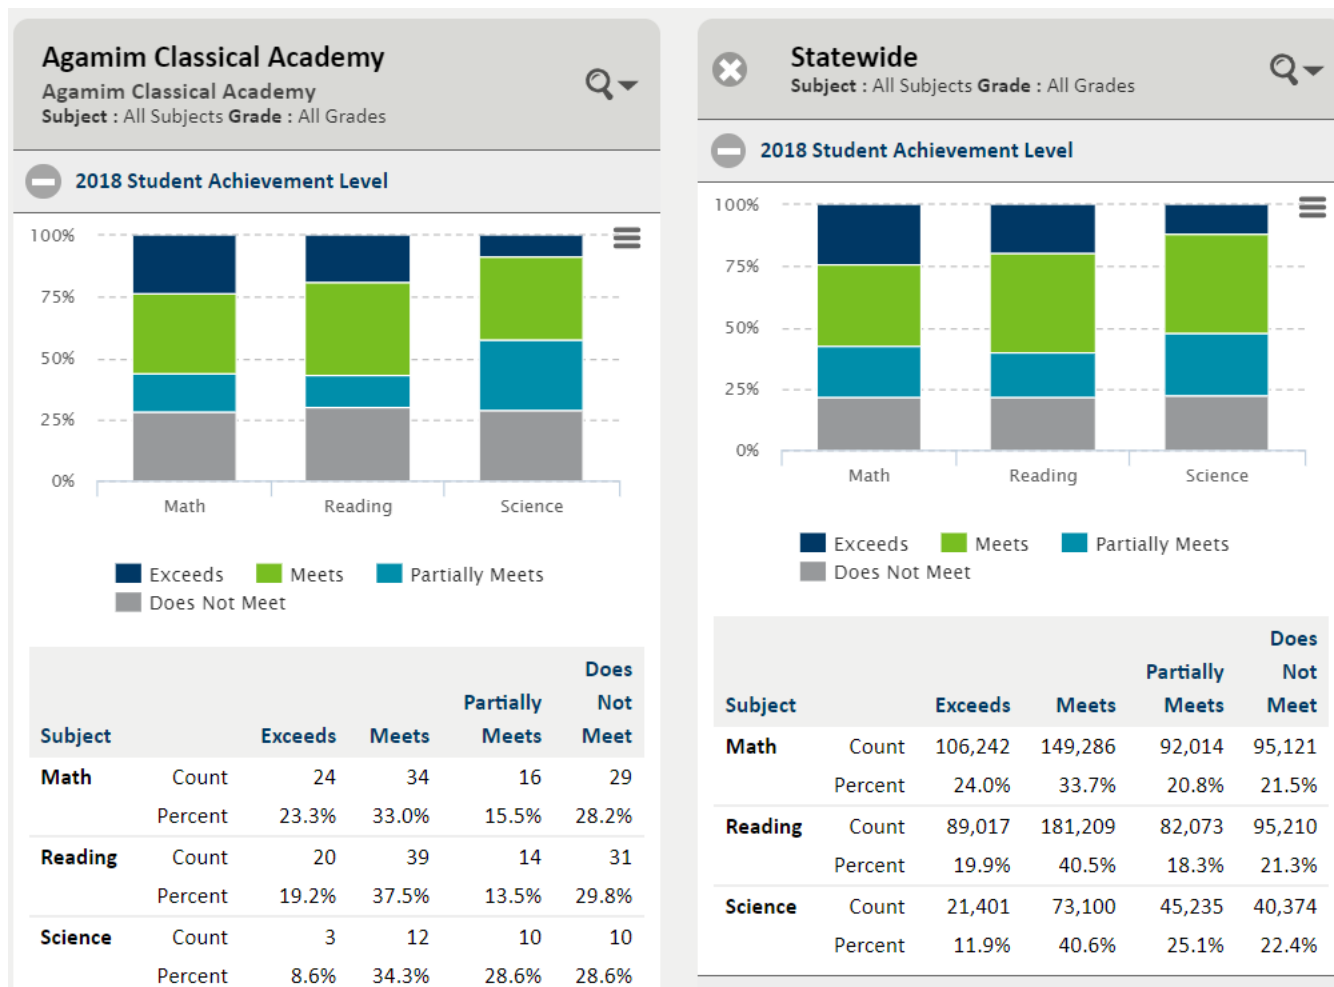 Agamim Classical Academy
Agamim Classical Academy
Subject : All Subjects Grade : All Grades
2018 Student Achievement Level
100%
75%
50%
25%
0%
Math Reading Science
Exceeds Meets Partially Meets
Does Not Meet
Does
Partially Not
Subject Exceeds Meets Meets Meet
Math Count 24 34 16 29
Percent 23.3% 33.0% 15.5% 28.2%
Reading Count 20 39 14 31
Percent 19.2% 37.5% 13.5% 29.8%
Science Count 3 12 10 10
Percent 8.6% 34.3% 28.6% 28.6%
Statewide
Subject : All Subjects Grade : All Grades
2018 Student Achievement Level
100%
75%
50%
25%
0%
Math Reading Science
Exceeds Meets Partially Meets
Does Not Meet
Does
Partially Not
Subject Exceeds Meets Meets Meet
Math Count 106,242 149,286 92,014 95,121
Percent 24.0% 33.7% 20.8% 21.5%
Reading Count 89,017 181,209 82,073 95,210
Percent 19.9% 40.5% 18.3% 21.3%
Science Count 21,401 73,100 45,235 40,374
Percent 11.9% 40.6% 25.1% 22.4%